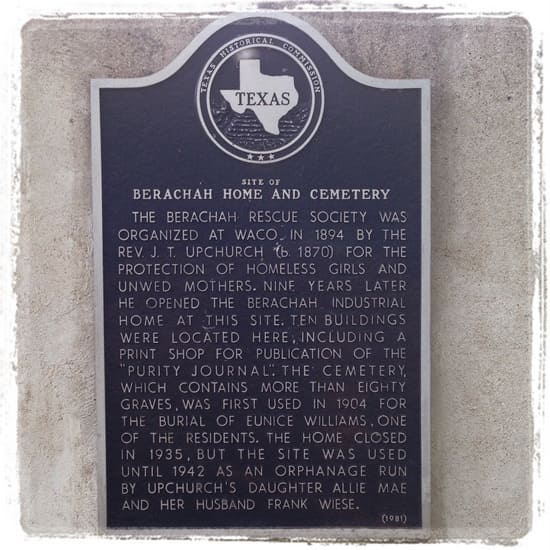 TEXAS HISTORICAL COMMISSION
TEXAS
SITE OF
BERACHAH HOME AND CEMETERY
THE BERACHAH RESCUE SOCIETY WAS
ORGANIZED AT WACO IN 1894 BY THE
REV. J. T. UPCHURCH (b. 1870) FOR THE
PROTECTION OF HOMELESS GIRLS AND
UNWED MOTHERS. NINE YEARS LATER
HE OPENED THE BERACHAH INDUSTRIAL
HOME AT THIS SITE. TEN BUILDINGS
WERE LOCATED HERE, INCLUDING A
PRINT SHOP FOR PUBLICATION OF THE
"PURITY JOURNAL". THE CEMETERY,
WHICH CONTAINS MORE THAN EIGHTY
GRAVES, WAS FIRST USED IN 1904 FOR
THE BURIAL OF EUNICE WILLIAMS, ONE
OF THE RESIDENTS. THE HOME CLOSED
IN 1935, BUT THE SITE WAS USED
UNTIL 1942 AS AN ORPHANAGE RUN
BY UPCHURCH'S DAUGHTER ALLIE MAE
AND HER HUSBAND FRANK WIESE.
(1981)